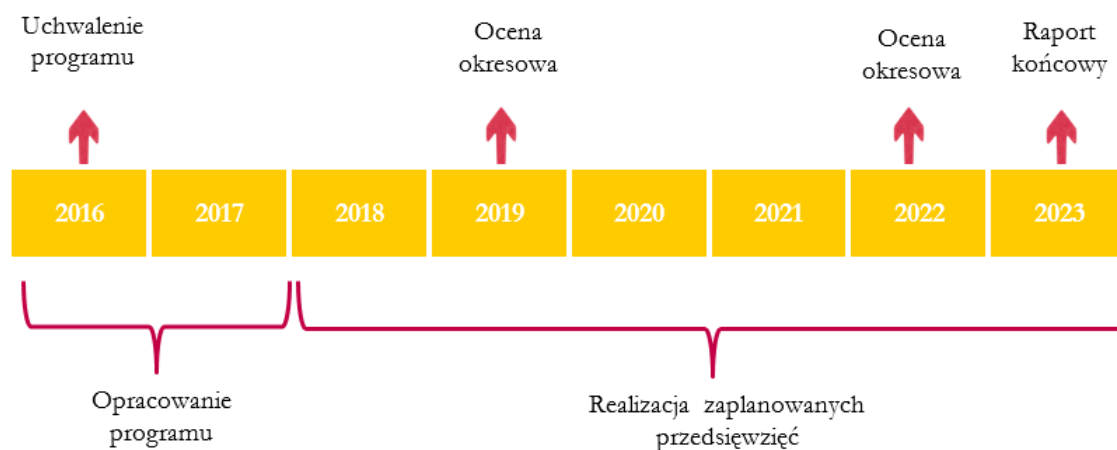 Uchwalenie
programu
Ocena
okresowa
Ocena
okresowa
Raport
końcowy
2016
2017
2018
2019
2020
2021
2022
2023
Opracowanie
programu
Realizacja zaplanowanych
przedsięwzięć